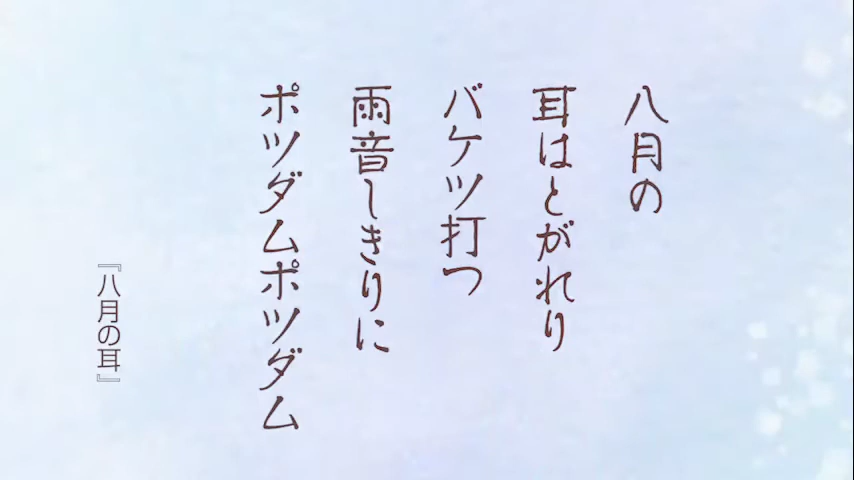 八月の
耳はとがれり
バケツ打つ
雨音しきりに
ポツダムポツダム
『八月の耳』